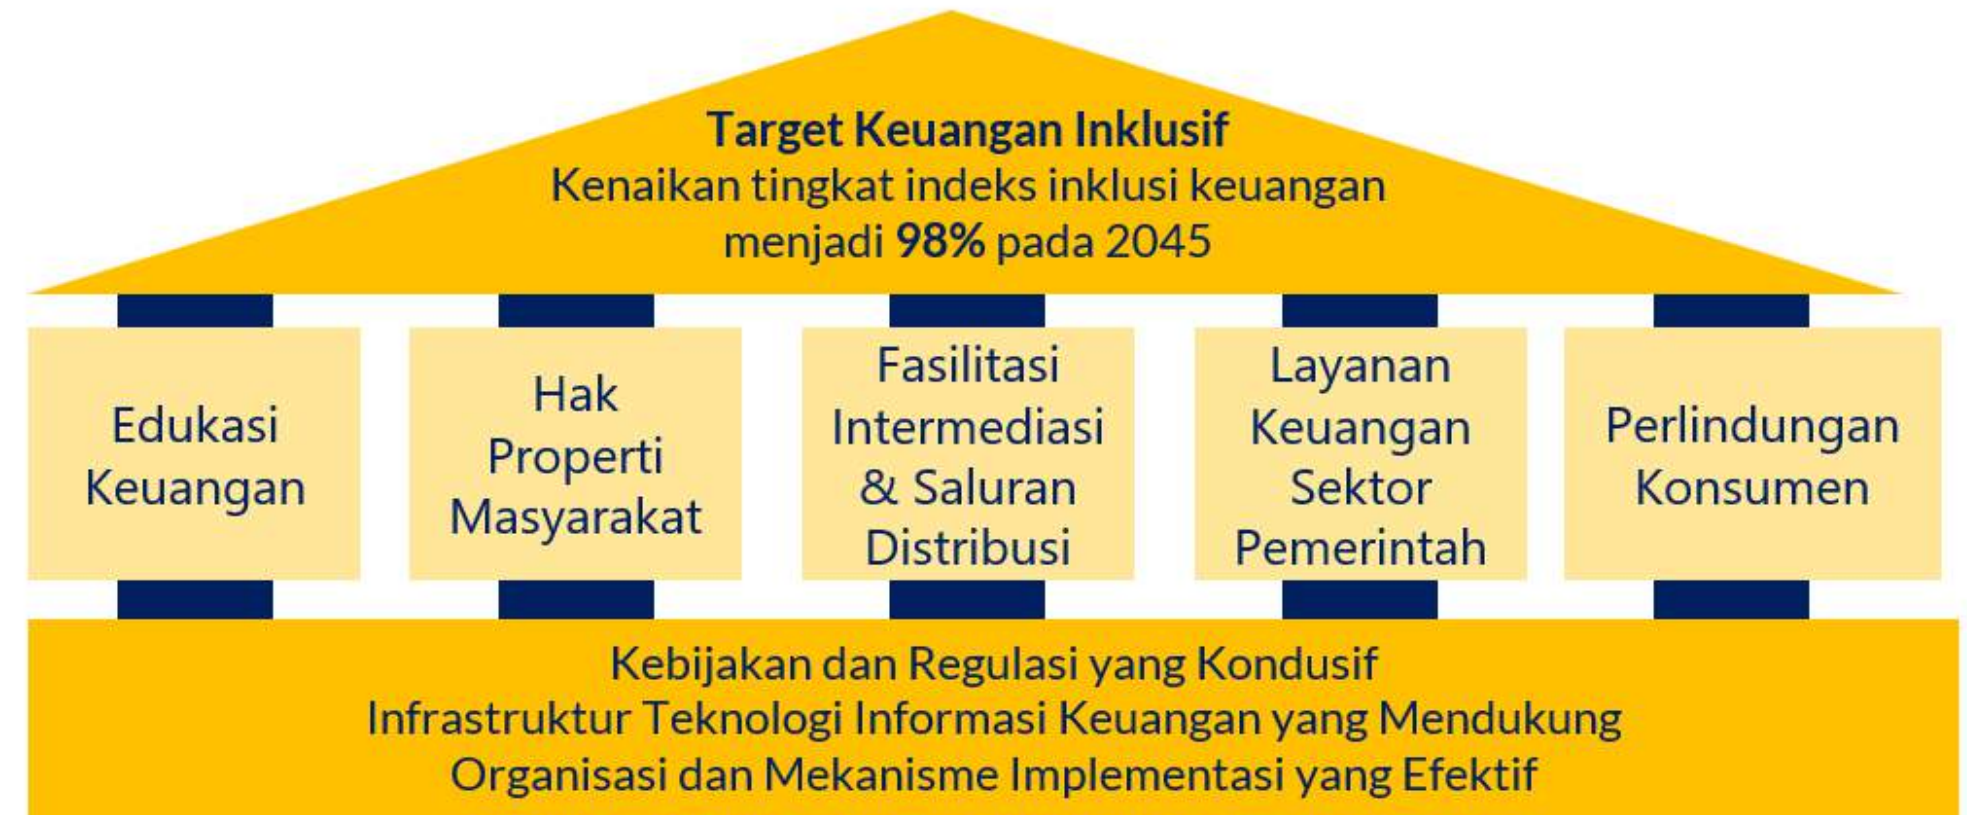 Target Keuangan Inklusif
Kenaikan tingkat indeks inklusi keuangan
menjadi 98% pada 2045
Edukasi
Keuangan
Hak
Properti
Masyarakat
Fasilitasi
Intermediasi
& Saluran
Distribusi
Layanan
Keuangan
Sektor
Pemerintah
Perlindungan
Konsumen
Kebijakan dan Regulasi yang Kondusif
Infrastruktur Teknologi Informasi Keuangan yang Mendukung
Organisasi dan Mekanisme Implementasi yang Efektif